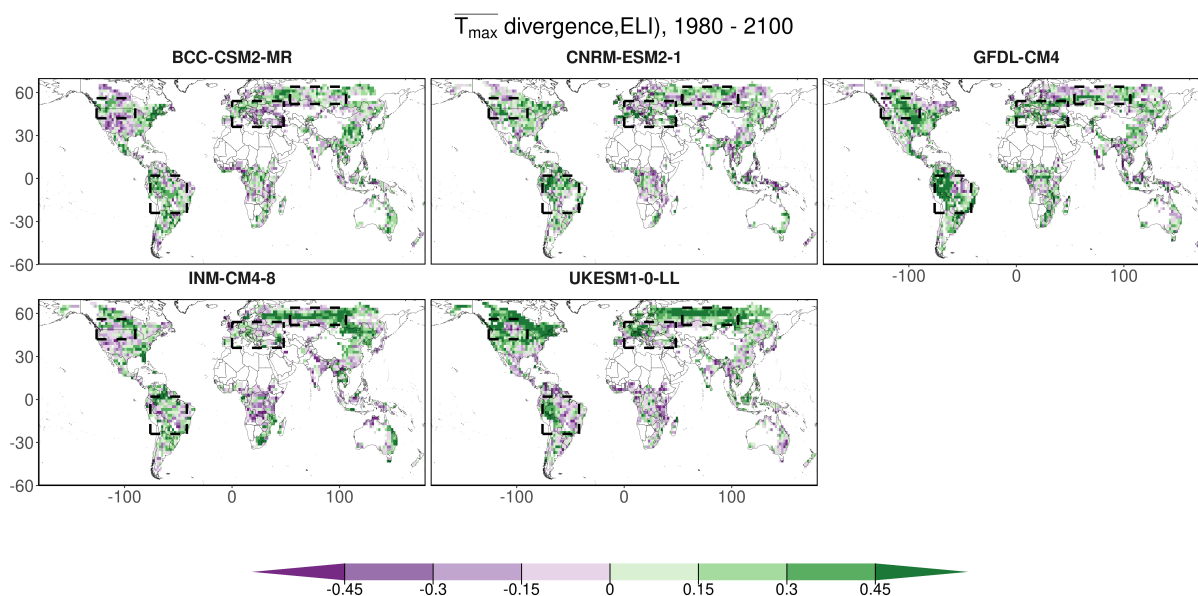 T̅m̅a̅x̅ divergence,ELI), 1980 - 2100
BCC-CSM2-MR CNRM-ESM2-1 GFDL-CM4
60
30
0
-30
-60
-100 0 100
INM-CM4-8 UKESM1-0-LL
60
30
0
-30
-60
-100 0 100 -100 0 100
-0.45 -0.3 -0.15 0 0.15 0.3 0.45